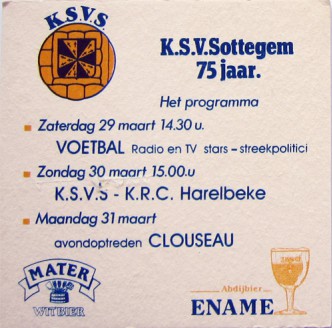 K.S.V.S.
K.S.V.Sottegem
75 jaar.
Het programma
Zaterdag 29 maart 14.30 u.
VOETBAL Radio en TV stars – streekpolitici
Zondag 30 maart 15.00.u
K.S.V.S - K.R.C. Harelbeke
Maandag 31 maart
avondoptreden CLOUSEAU
MATER
WITBIER
Abdijbier
ENAME